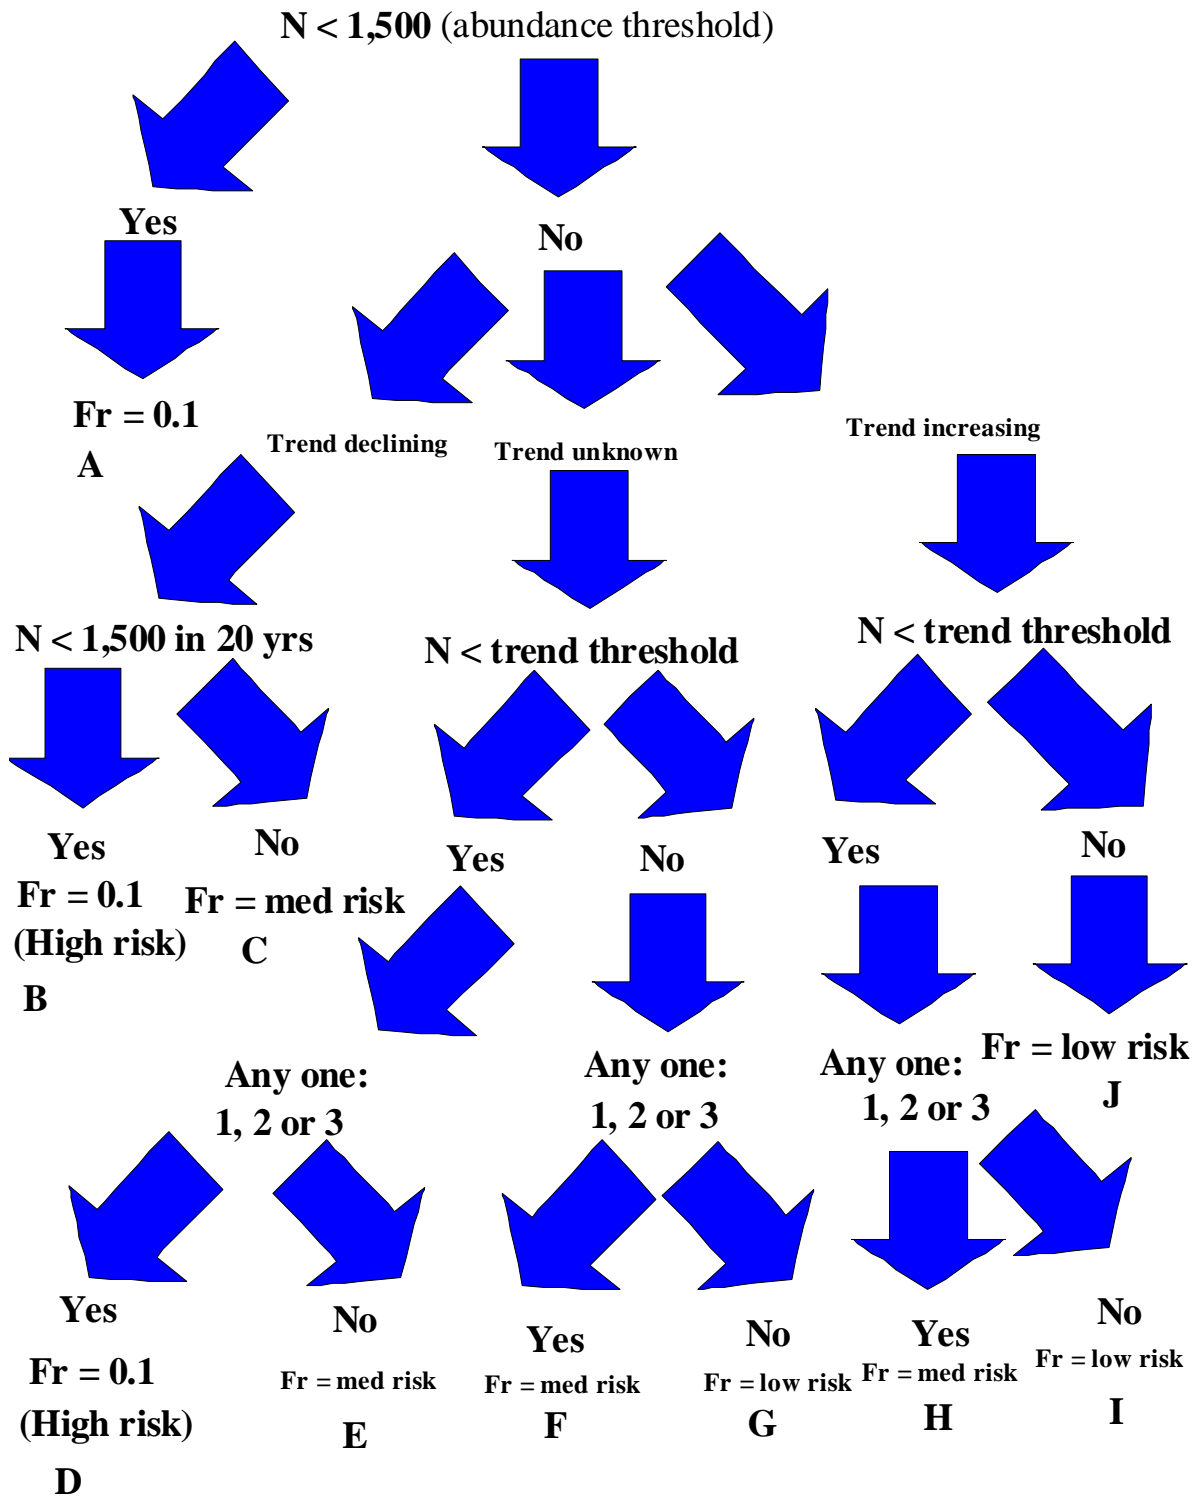 N < 1,500 (abundance threshold)
Yes
No
Fr = 0.1
A
Trend declining
Trend unknown
Trend increasing
N < 1,500 in 20 yrs
N < trend threshold
N < trend threshold
Yes
No
Yes
No
Yes
No
Fr = 0.1
(High risk)
B
Fr = med risk
C
Any one:
1, 2 or 3
Any one:
1, 2 or 3
Any one:
1, 2 or 3
Fr = low risk
J
Yes
Fr = 0.1
(High risk)
D
No
Fr = med risk
E
Yes
Fr = med risk
F
No
Fr = low risk
G
Yes
Fr = med risk
H
No
Fr = low risk
I